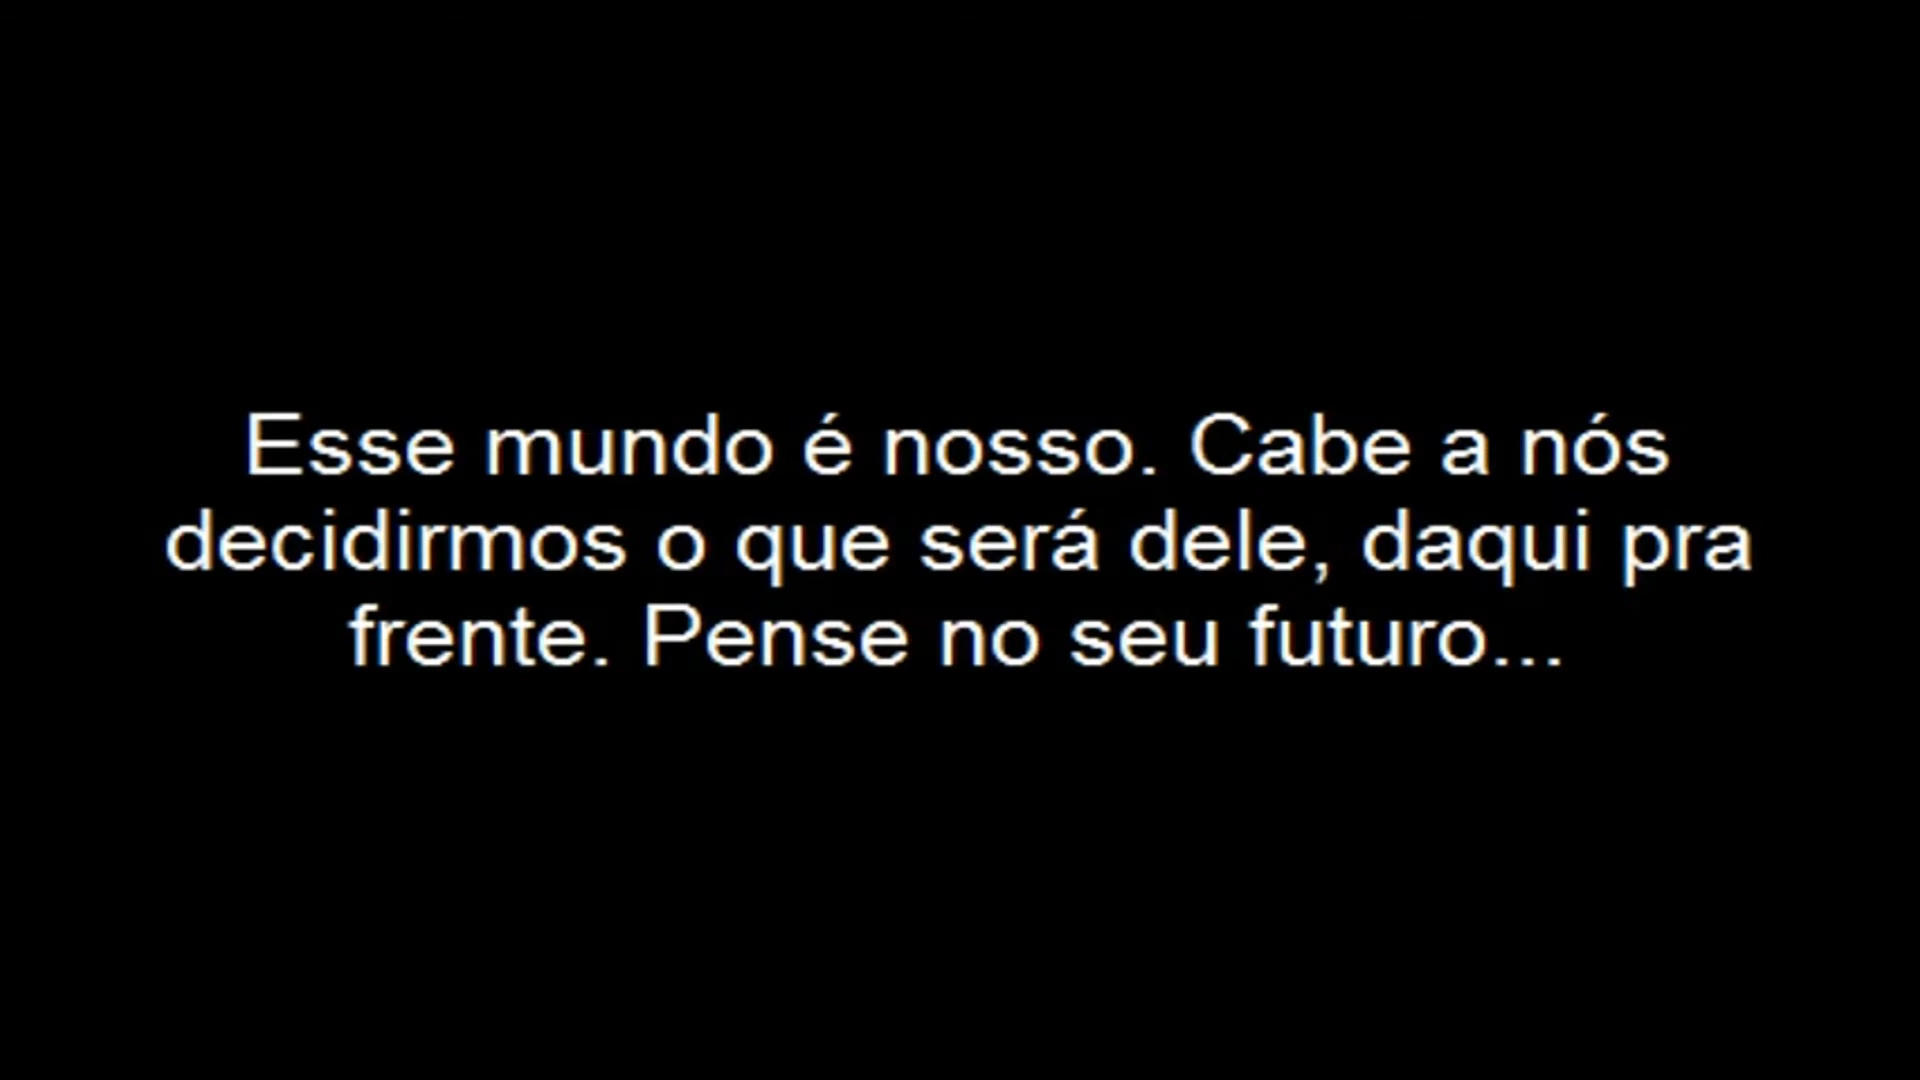 Esse mundo é nosso. Cabe a nós
decidirmos o que será dele, daqui pra
frente. Pense no seu futuro...